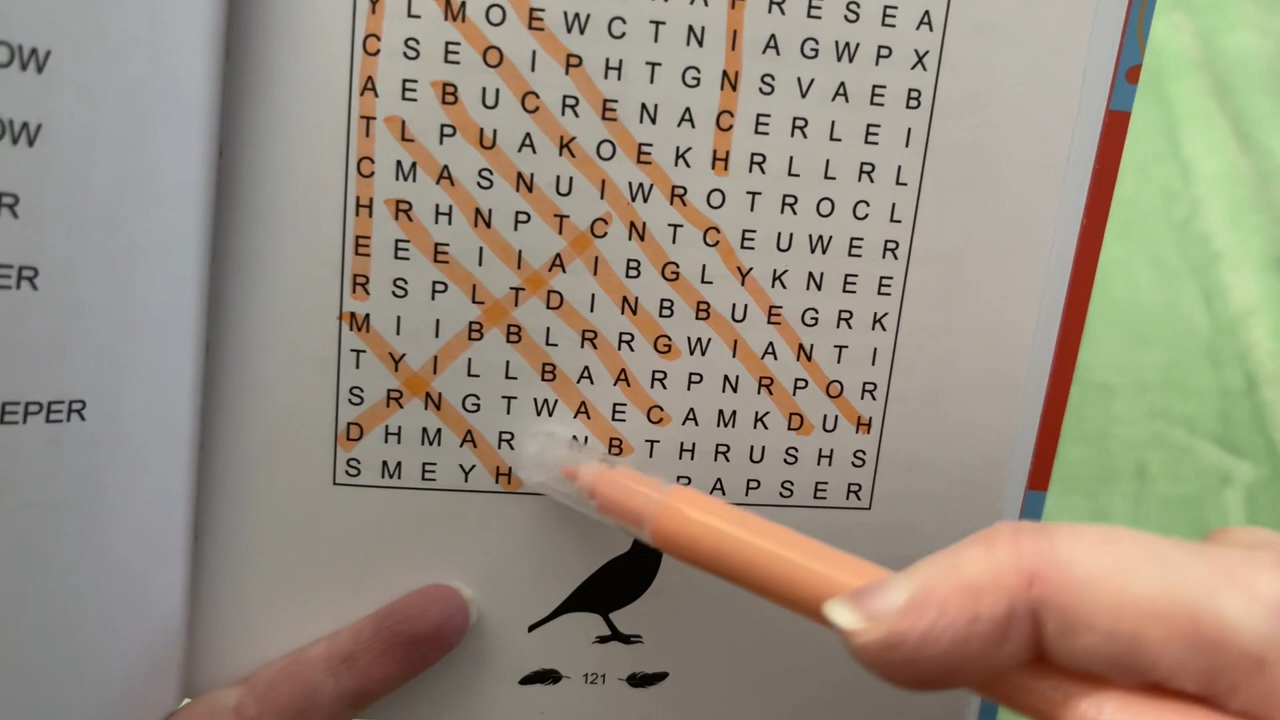 Y L M O E W C T N I A G W P X
C S E O I P H T G N S V A E B
A E B U C R E N A C E R L E I
T L P U A K O E K H R L L R L
C M A S N U I W R O T R O C L
H R H N P T C N T C E U W E R
E E E I I A I B G L Y K N E E
R S P L T D I N B B U E G R K
M I I B B L R R G W I A N T I
T Y I L L B A A R P N R P O R
S R N G T W A E C A M K D U H
D H M A R N B T H R U S H S
S M E Y H R A P S E R
R E S E A
OW
OW
R
ER
EPER
121